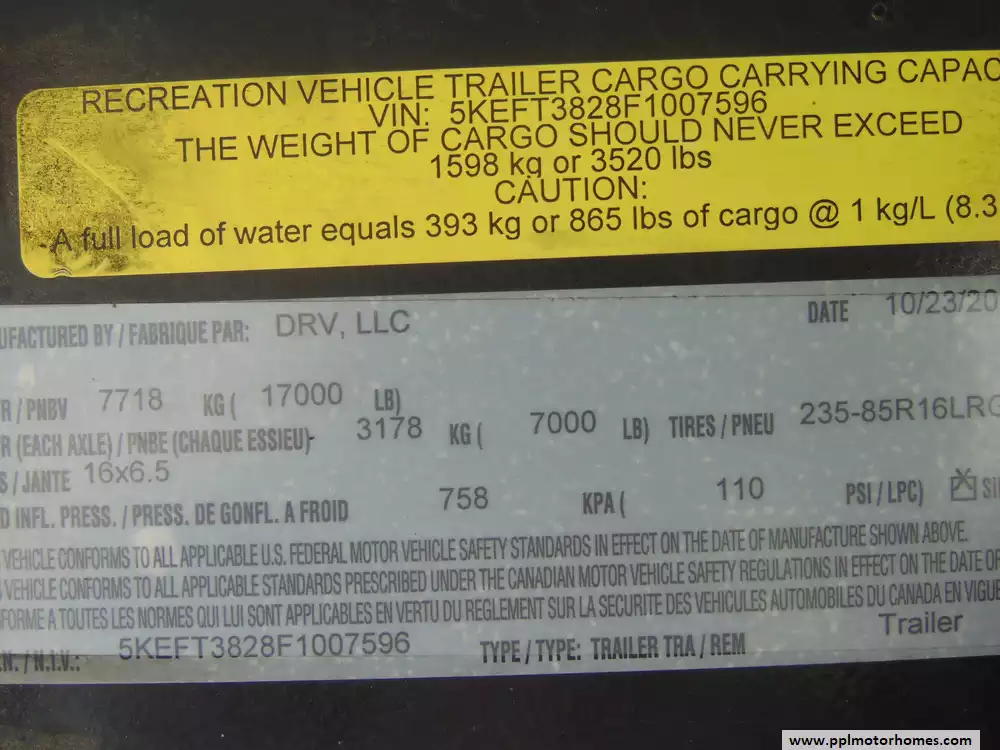 RECREATION VEHICLE TRAILER CARGO CARRYING CAPAC
VIN: 5KEFT3828F1007596
THE WEIGHT OF CARGO SHOULD NEVER EXCEED
1598 kg or 3520 lbs
CAUTION:
A full load of water equals 393 kg or 865 lbs of cargo @ 1 kg/L (8.3
UFACTURED BY / FABRIQUE PAR: DRV, LLC DATE 10/23/20
R / PNBV 7718 KG ( 17000 LB)
R (EACH AXLE) / PNBE (CHAQUE ESSIEU)- 3178 KG ( 7000 LB) TIRES / PNEU 235-85R16LRG
S / JANTE 16x6.5
D INFL. PRESS. / PRESS. DE GONFL. A FROID 758 KPA ( 110 PSI / LPC) SI
VEHICLE CONFORMS TO ALL APPLICABLE U.S. FEDERAL MOTOR VEHICLE SAFETY STANDARDS IN EFFECT ON THE DATE OF MANUFACTURE SHOWN ABOVE.
VEHICLE CONFORMS TO ALL APPLICABLE STANDARDS PRESCRIBED UNDER THE CANADIAN MOTOR VEHICLE SAFETY REGULATIONS IN EFFECT ON THE DATE OF
FORME A TOUTES LES NORMES QUI LUI SONT APPLICABLES EN VERTU DU REGLEMENT SUR LA SECURITE DES VEHICULES AUTOMOBILES DU CANADA EN VIGUE
N. / N.I.V.: 5KEFT3828F1007596 TYPE / TYPE: TRAILER TRA / REM Trailer
www.pplmotorhomes.com